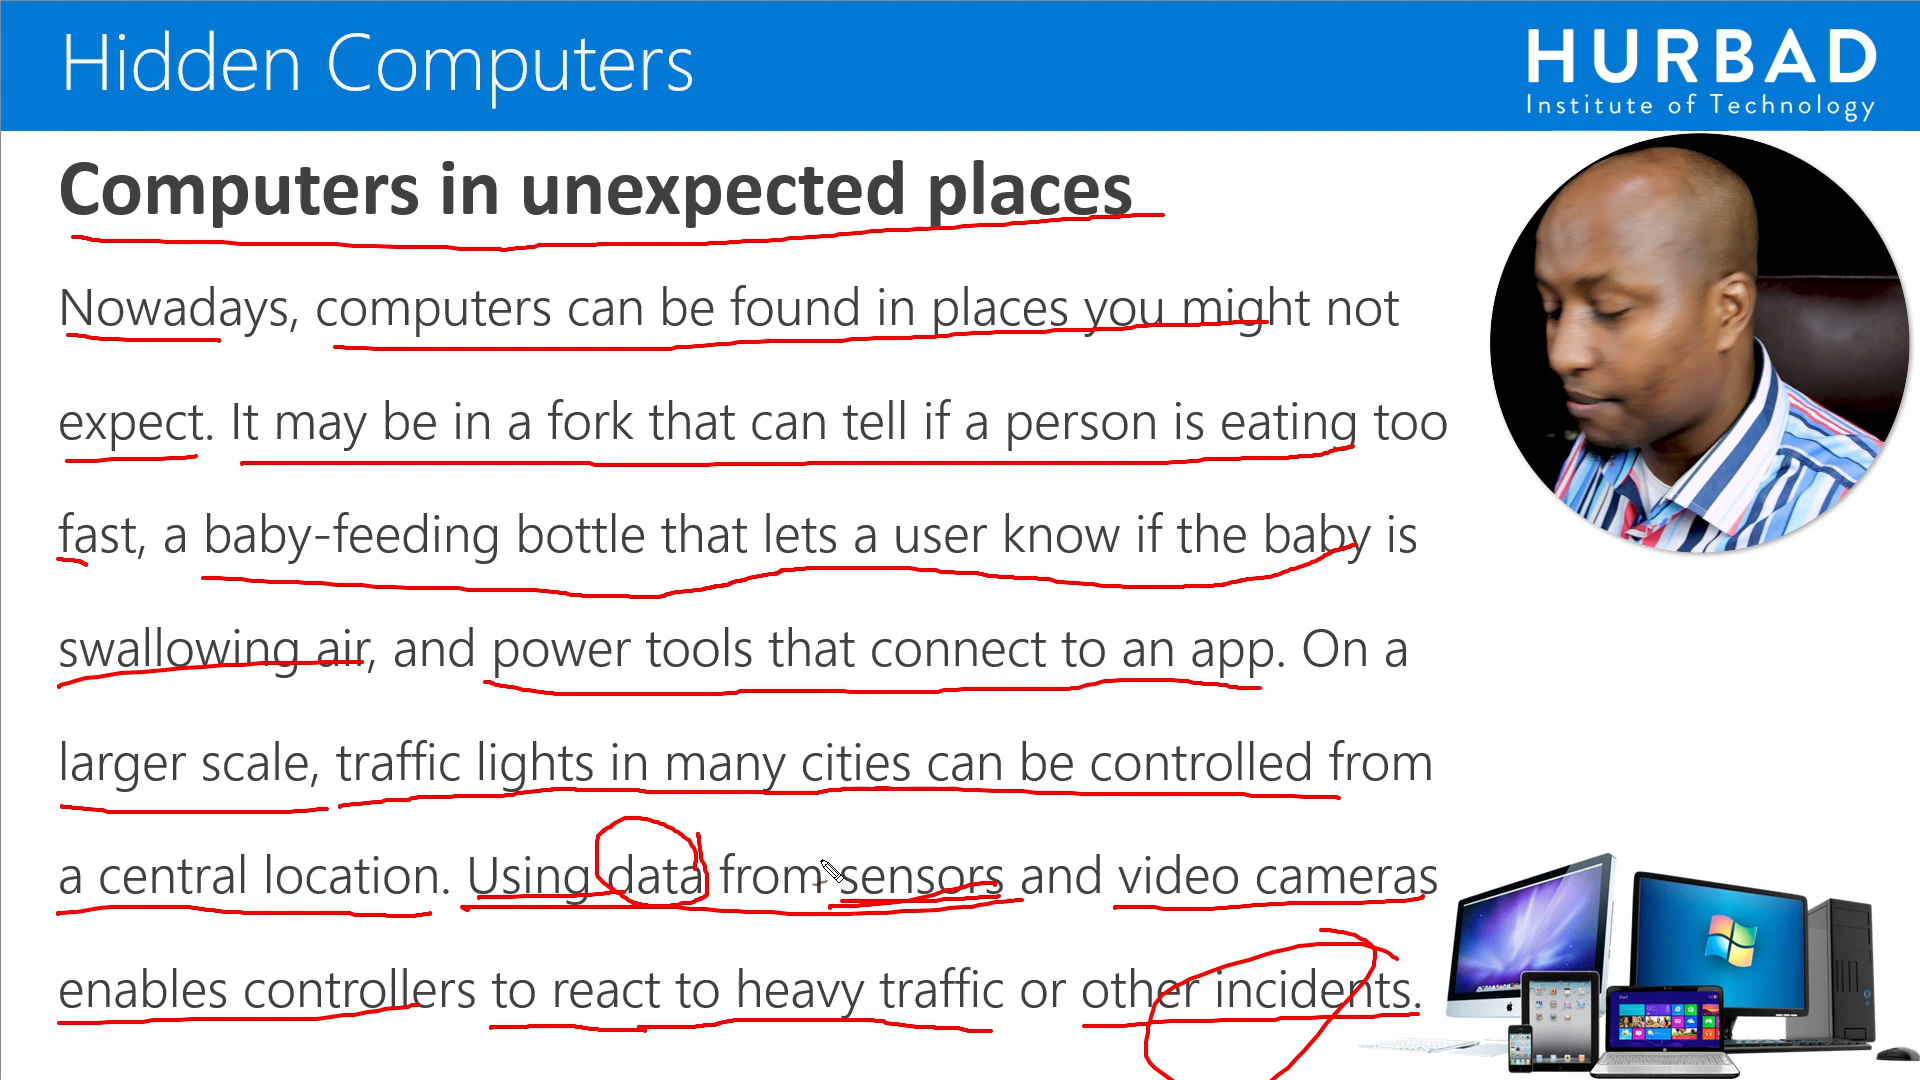 Hidden Computers
HURBAD
Institute of Technology
Computers in unexpected places
Nowadays, computers can be found in places you might not
expect. It may be in a fork that can tell if a person is eating too
fast, a baby-feeding bottle that lets a user know if the baby is
swallowing air, and power tools that connect to an app. On a
larger scale, traffic lights in many cities can be controlled from
a central location. Using data from sensors and video cameras
enables controllers to react to heavy traffic or other incidents.
Start